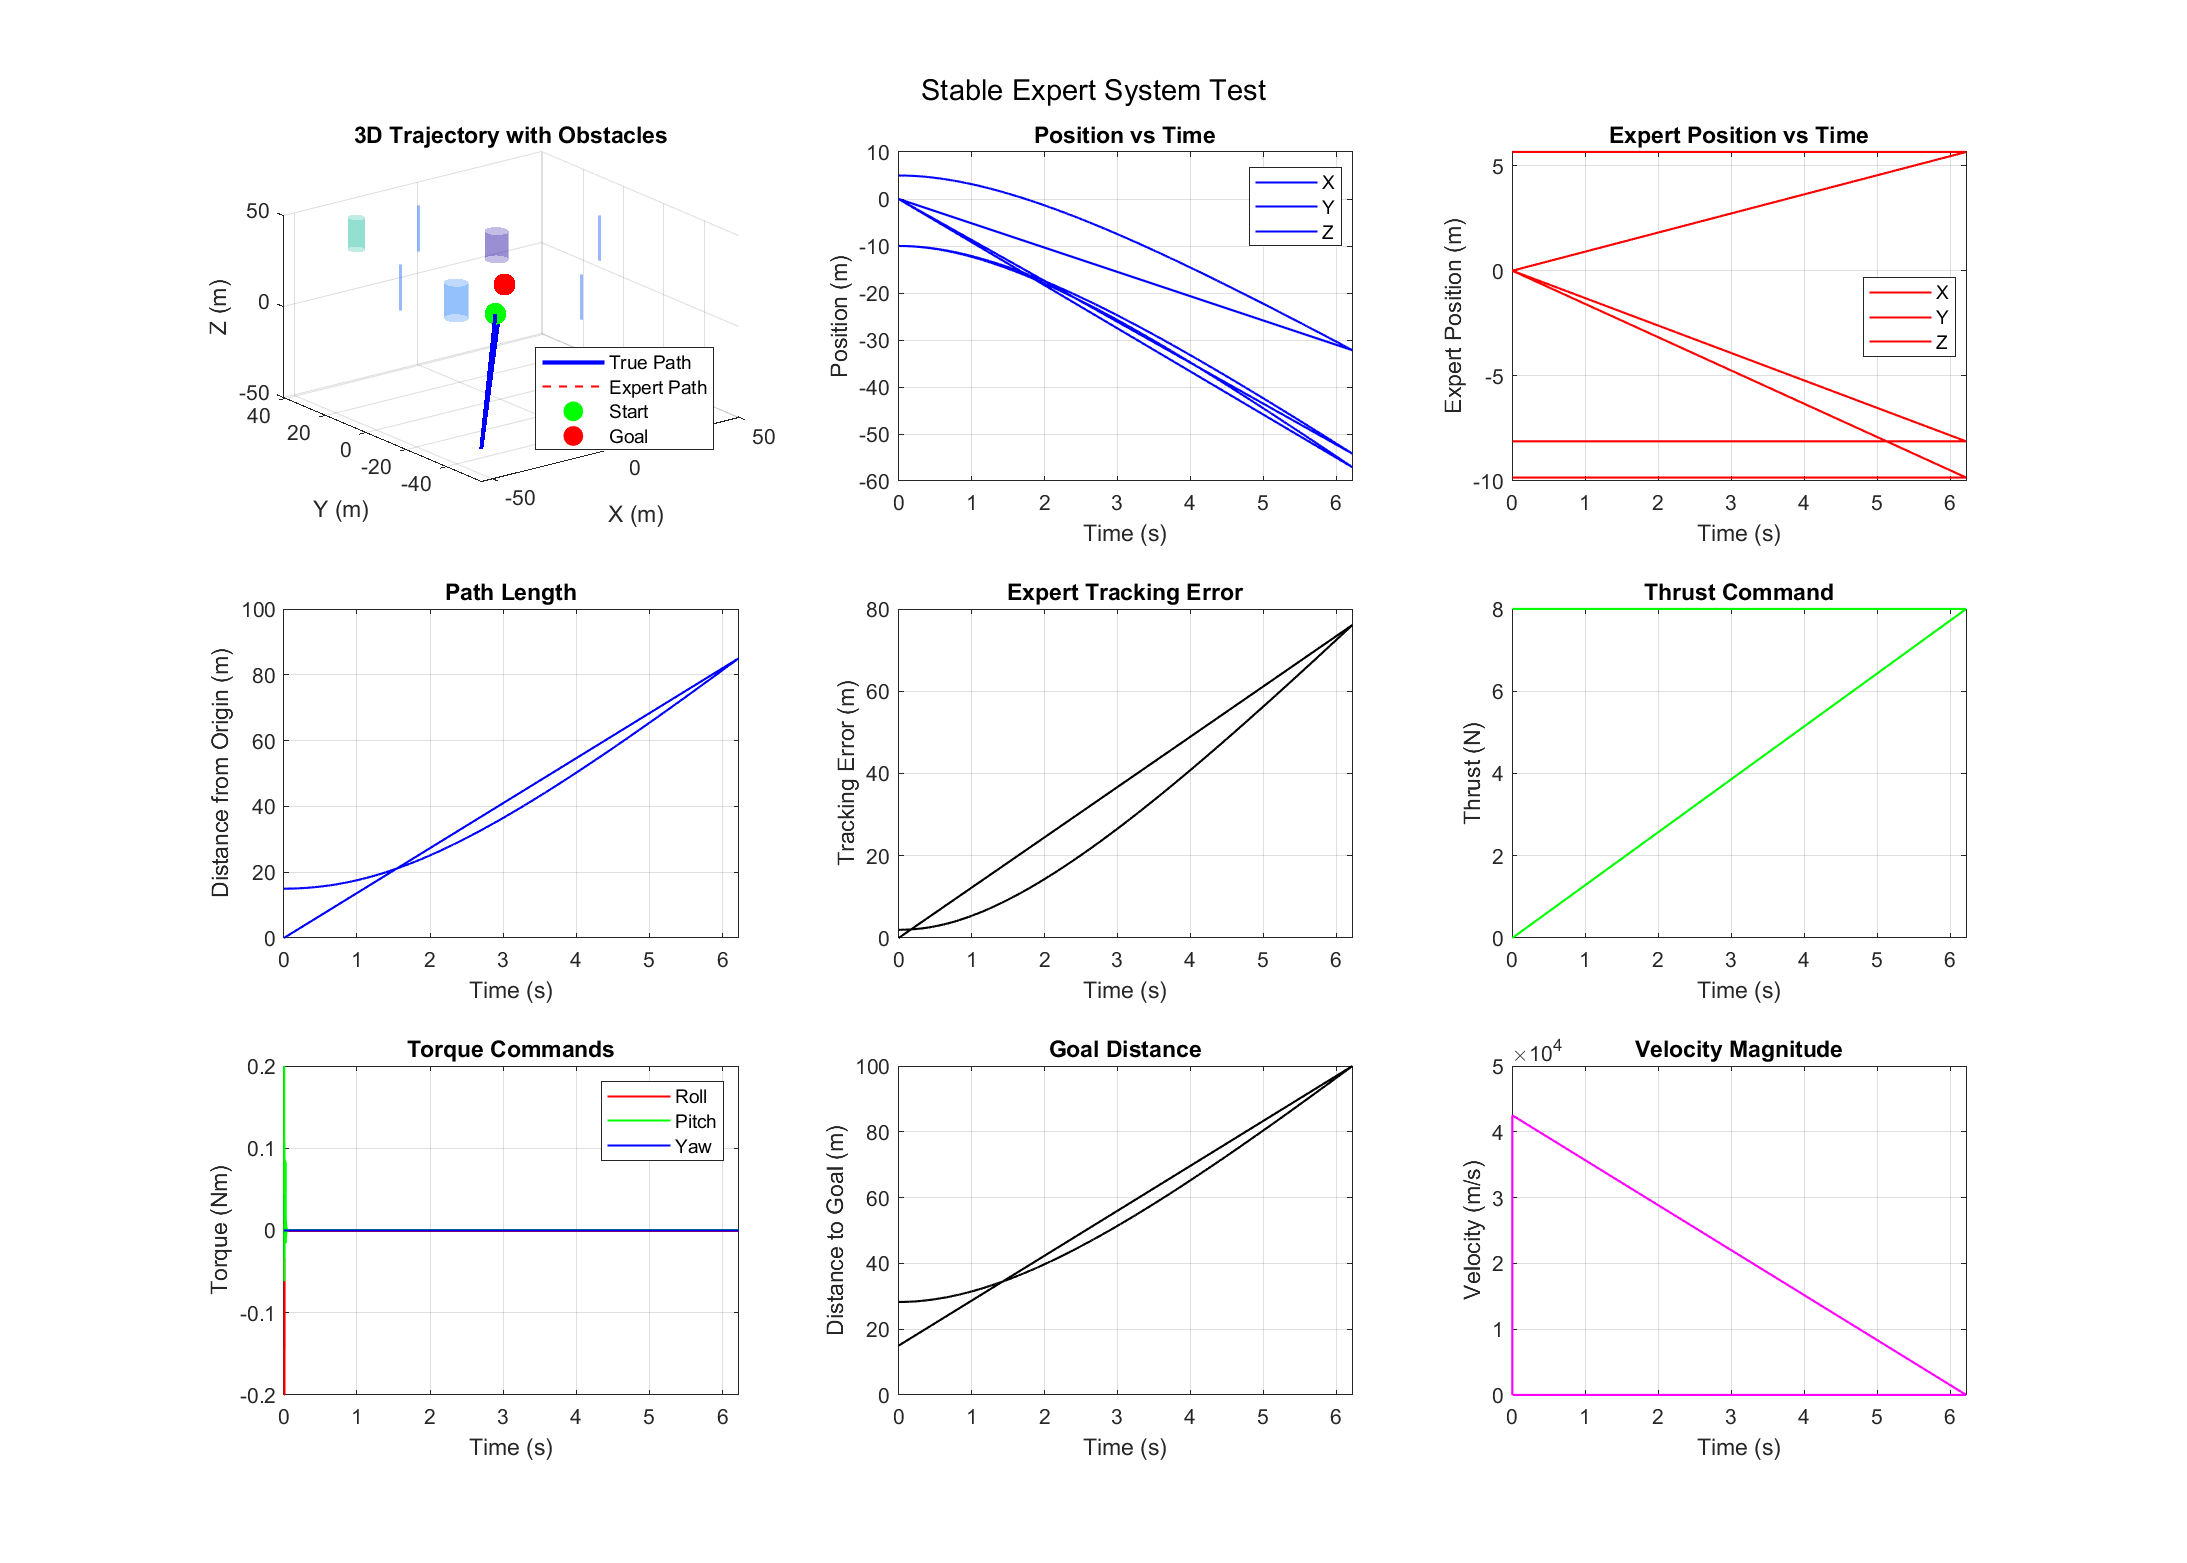 Stable Expert System Test
3D Trajectory with Obstacles
Z (m)
50
0
-50
40
20
0
-20
-40
Y (m)
-50
0
50
X (m)
True Path
Expert Path
Start
Goal
Position vs Time
Position (m)
10
0
-10
-20
-30
-40
-50
-60
0 1 2 3 4 5 6
Time (s)
X
Y
Z
Expert Position vs Time
Expert Position (m)
5
0
-5
-10
0 1 2 3 4 5 6
Time (s)
X
Y
Z
Path Length
Distance from Origin (m)
100
80
60
40
20
0
0 1 2 3 4 5 6
Time (s)
Expert Tracking Error
Tracking Error (m)
80
60
40
20
0
0 1 2 3 4 5 6
Time (s)
Thrust Command
Thrust (N)
8
6
4
2
0
0 1 2 3 4 5 6
Time (s)
Torque Commands
Torque (Nm)
0.2
0.1
0
-0.1
-0.2
0 1 2 3 4 5 6
Time (s)
Roll
Pitch
Yaw
Goal Distance
Distance to Goal (m)
100
80
60
40
20
0
0 1 2 3 4 5 6
Time (s)
Velocity Magnitude
×10^4
Velocity (m/s)
5
4
3
2
1
0
0 1 2 3 4 5 6
Time (s)